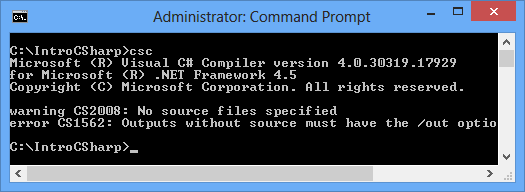 Administrator: Command Prompt
C:\IntroCSharp>csc
Microsoft (R) Visual C# Compiler version 4.0.30319.17929
for Microsoft (R) .NET Framework 4.5
Copyright (C) Microsoft Corporation. All rights reserved.
warning CS2008: No source files specified
error CS1562: Outputs without source must have the /out optio
C:\IntroCSharp>_